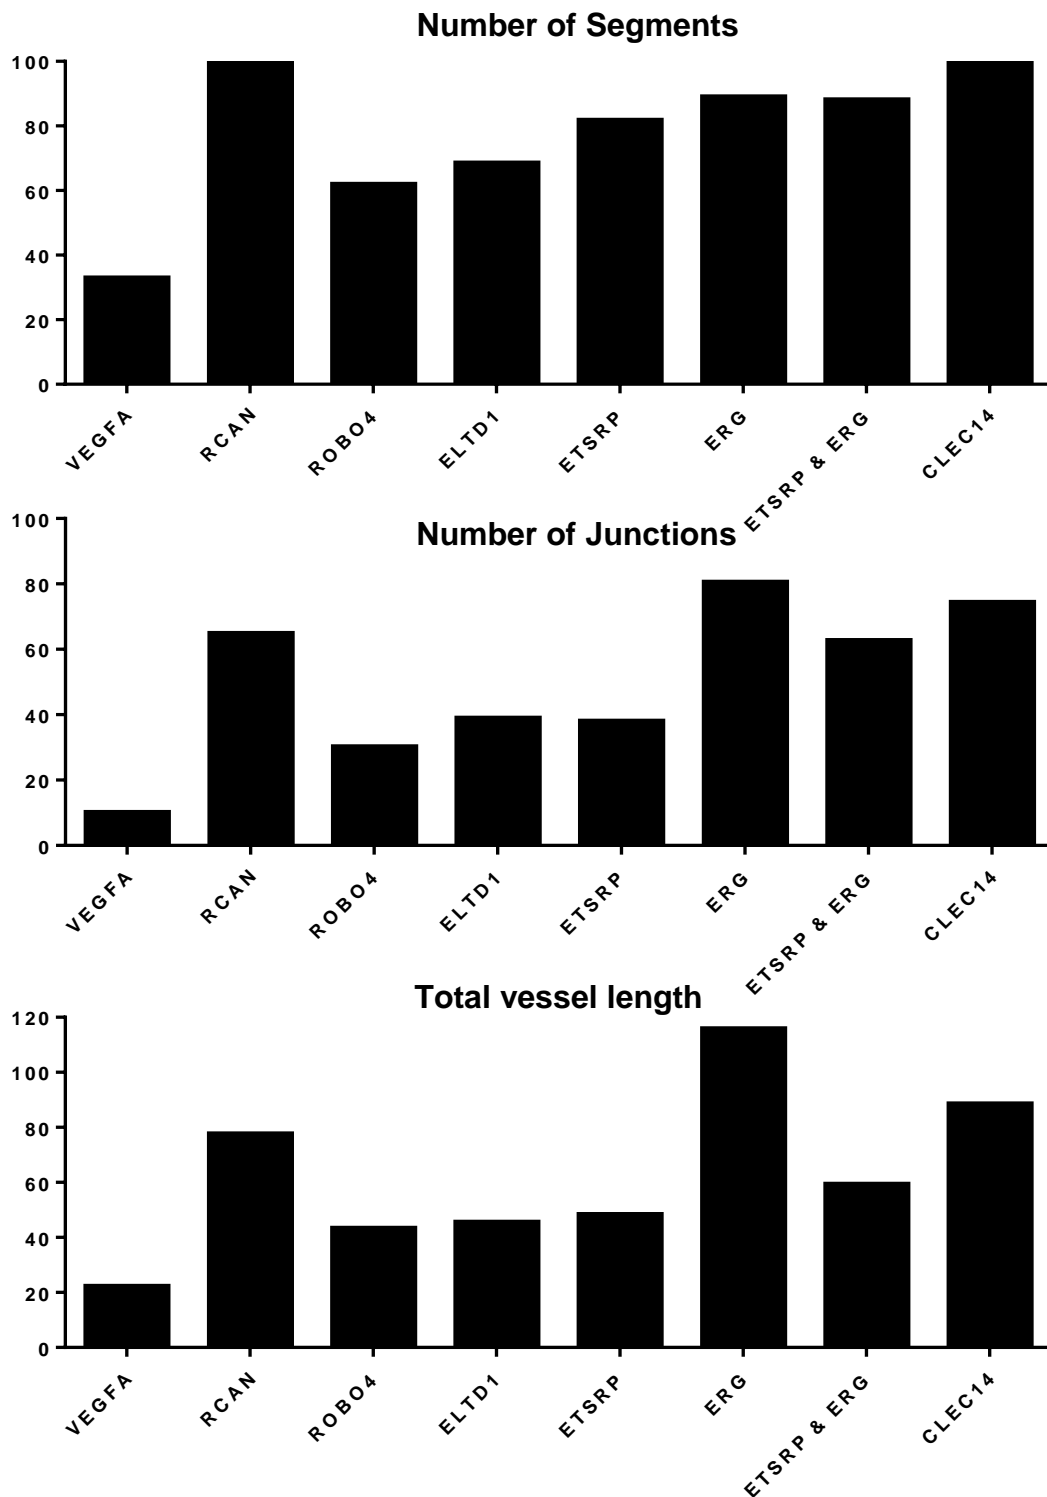 Number of Segments
100
80
60
40
20
0
VEGFA
RCAN
ROBO4
ELTD1
ETSRP
ERG
ETSRP & ERG
CLEC14
Number of Junctions
100
80
60
40
20
0
VEGFA
RCAN
ROBO4
ELTD1
ETSRP
ERG
ETSRP & ERG
CLEC14
Total vessel length
120
100
80
60
40
20
0
VEGFA
RCAN
ROBO4
ELTD1
ETSRP
ERG
ETSRP & ERG
CLEC14